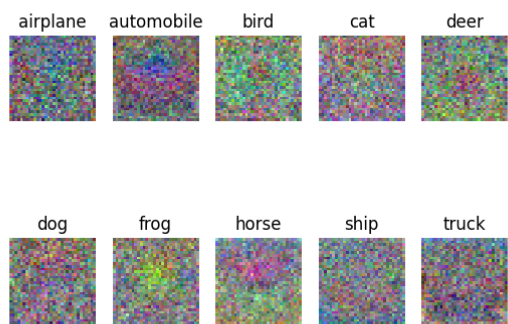 airplane automobile bird cat deer
dog frog horse ship truck